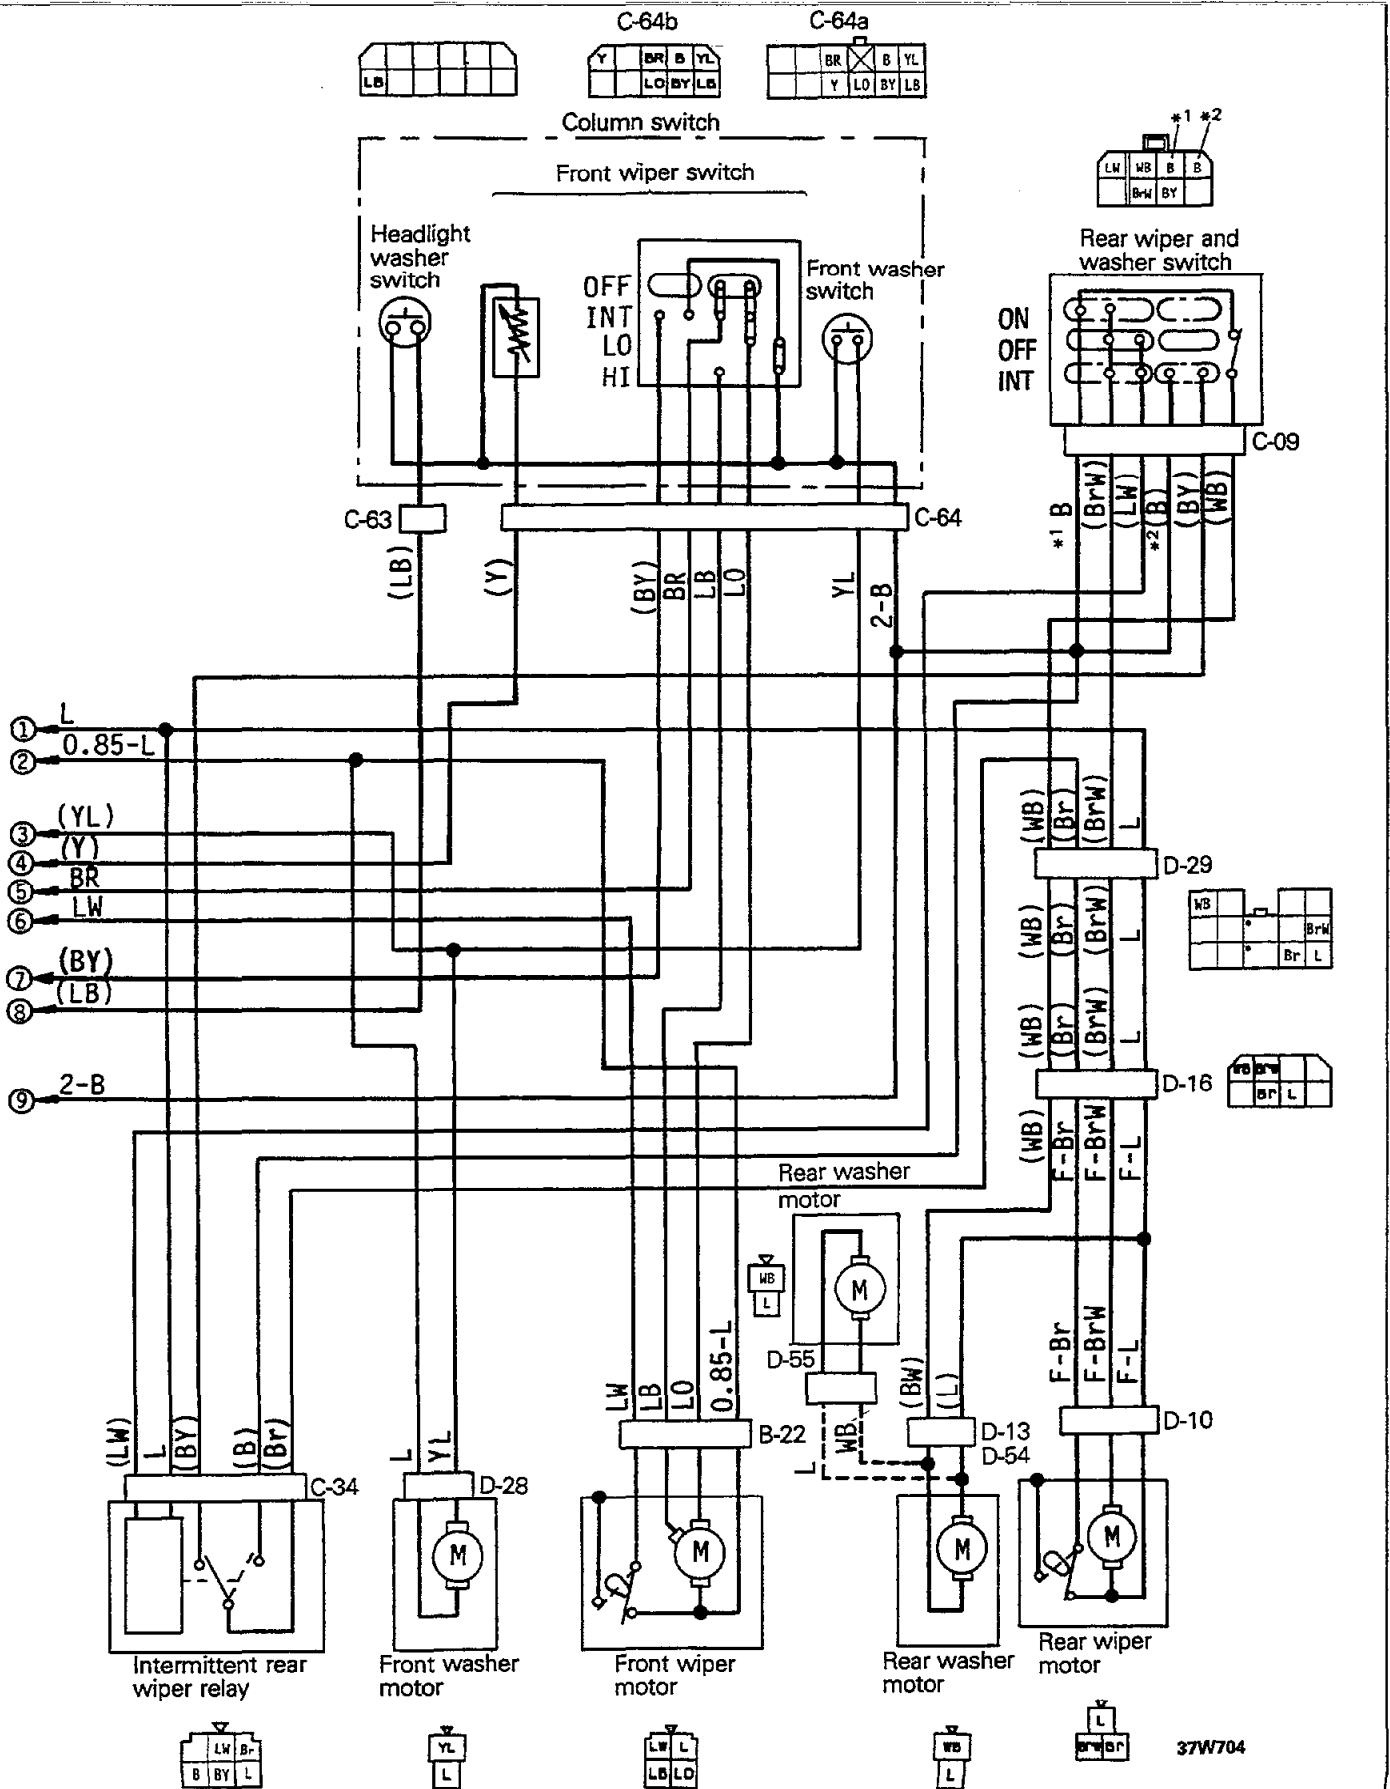 C-64b
C-64a
LB
Y BR B YL
LO BY LB
BR B YL
Y LO BY LB
Column switch
*1 *2
LW WB B B
BrW BY
Front wiper switch
Headlight
washer
switch
Front washer
switch
OFF
INT
LO
HI
Rear wiper and
washer switch
ON
OFF
INT
C-09
C-63
C-64
(LB)
(Y)
(BY)
BR
LB
LO
YL
2-B
*1 B
(BrW)
(LW)
*2 (B)
(BY)
(WB)
① L
② 0.85-L
③ (YL)
④ (Y)
⑤ BR
⑥ LW
⑦ (BY)
⑧ (LB)
⑨ 2-B
(WB)
(Br)
(BrW)
L
D-29
WB
BrW
Br L
(WB)
(Br)
(BrW)
L
(WB)
(Br)
(BrW)
L
D-16
WB BrW
Br L
(WB)
F-Br
F-BrW
F-L
Rear washer
motor
M
WB
L
D-55
L
WB
(BW)
(L)
F-Br
F-BrW
F-L
D-10
D-13
D-54
LW
LB
LO
0.85-L
B-22
(LW)
L
(BY)
(B)
(Br)
C-34
L
YL
D-28
M
M
M
M
Intermittent rear
wiper relay
Front washer
motor
Front wiper
motor
Rear washer
motor
Rear wiper
motor
LW Br
B BY L
YL
L
LW L
LB LO
WB
L
L
BrW Br
37W704